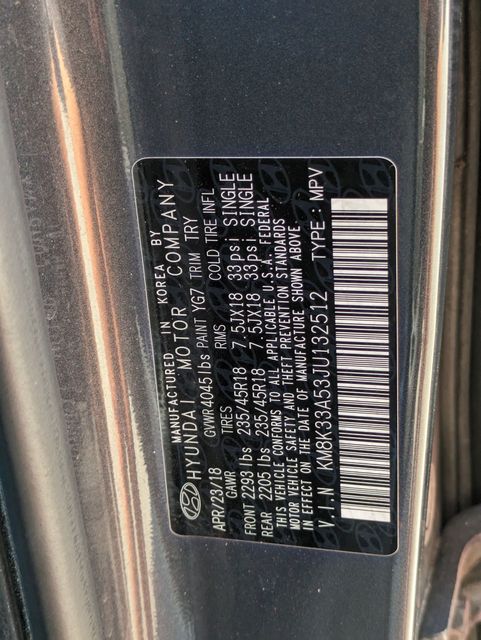 MANUFACTURED IN KOREA BY
HYUNDAI MOTOR COMPANY
APR/23/18 GVWR4045lbs PAINT YG7 TRIM TRY
GAWR TIRES RIMS COLD TIRE INFL
FRONT 2293 lbs 235/45R18 7.5JX18 33psi SINGLE
REAR 2205 lbs 235/45R18 7.5JX18 33psi SINGLE
THIS VEHICLE CONFORMS TO ALL APPLICABLE U.S.A. FEDERAL
MOTOR VEHICLE SAFETY AND THEFT PREVENTION STANDARDS
IN EFFECT ON THE DATE OF MANUFACTURE SHOWN ABOVE
V.I.N KM8K33A53JU132512 TYPE : MPV